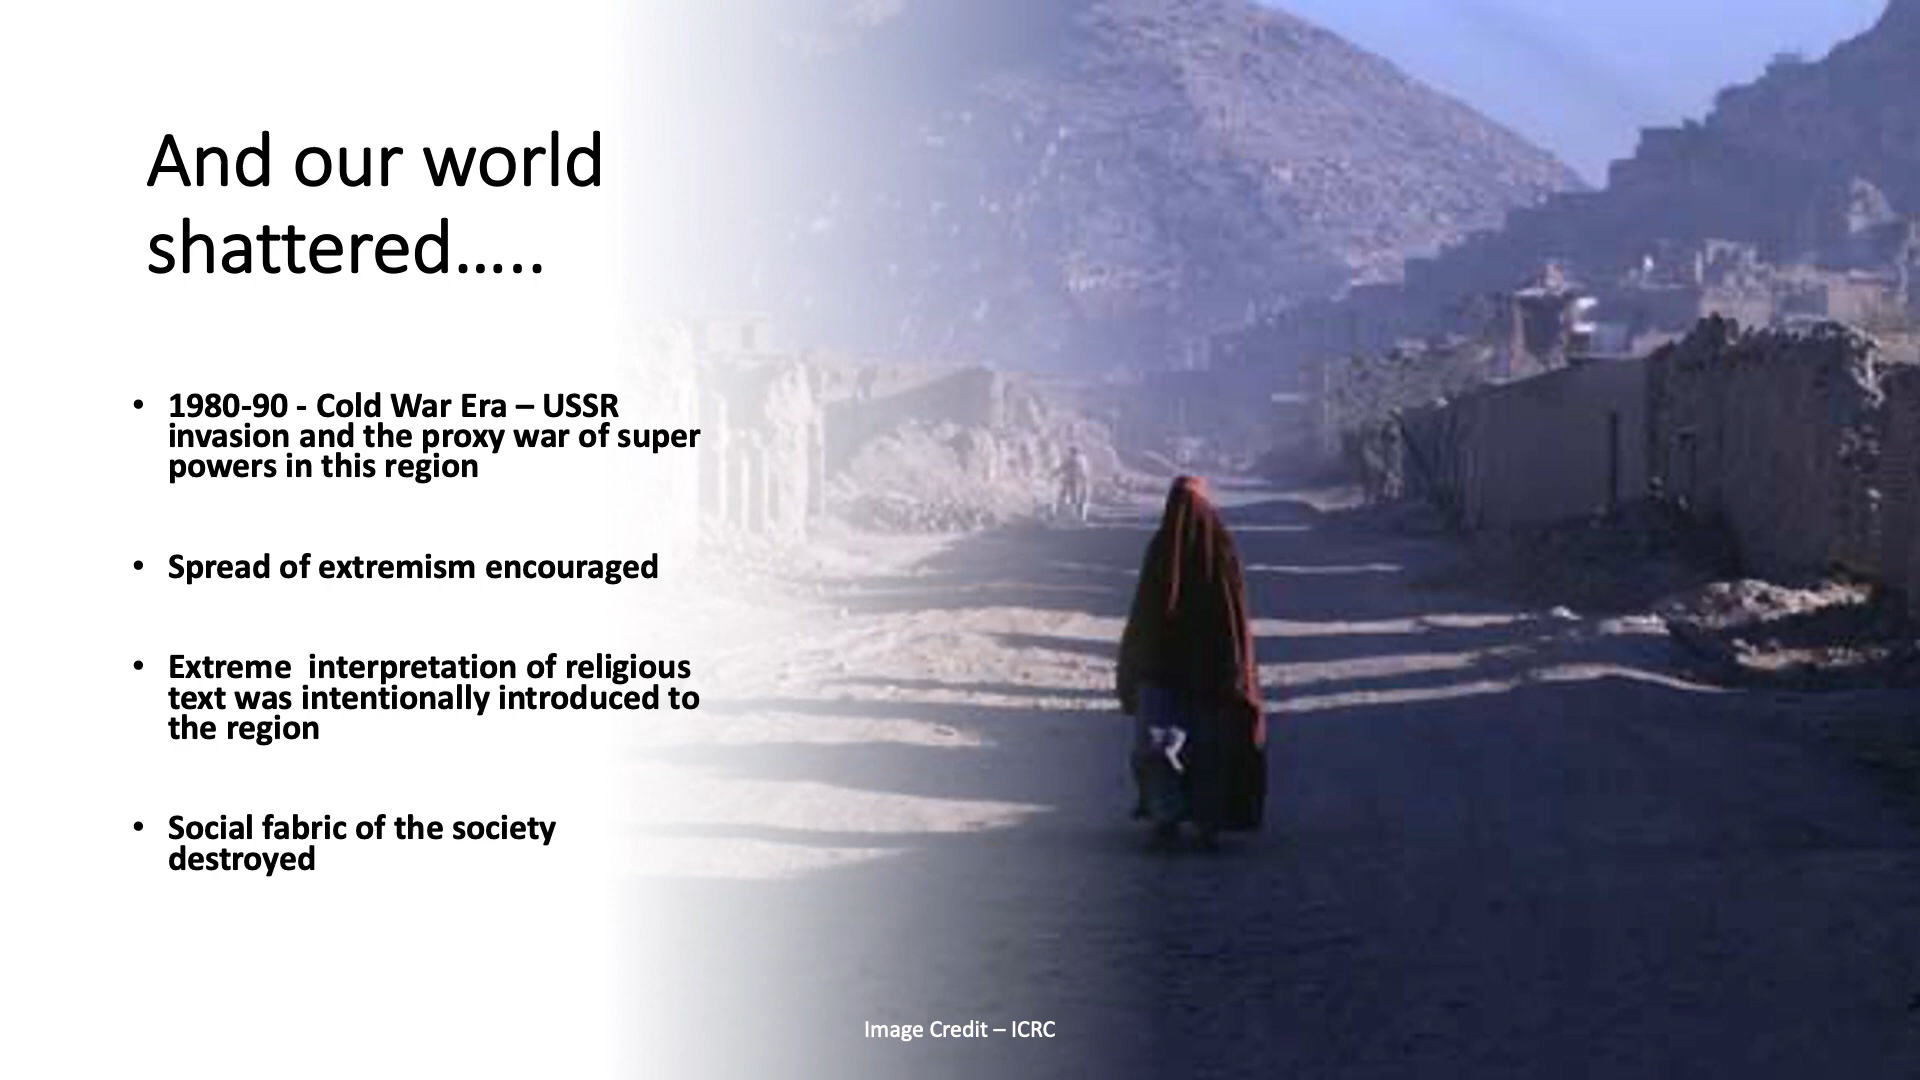 And our world
shattered…..
• 1980-90 - Cold War Era – USSR
invasion and the proxy war of super
powers in this region
• Spread of extremism encouraged
• Extreme  interpretation of religious
text was intentionally introduced to
the region
• Social fabric of the society
destroyed
Image Credit – ICRC